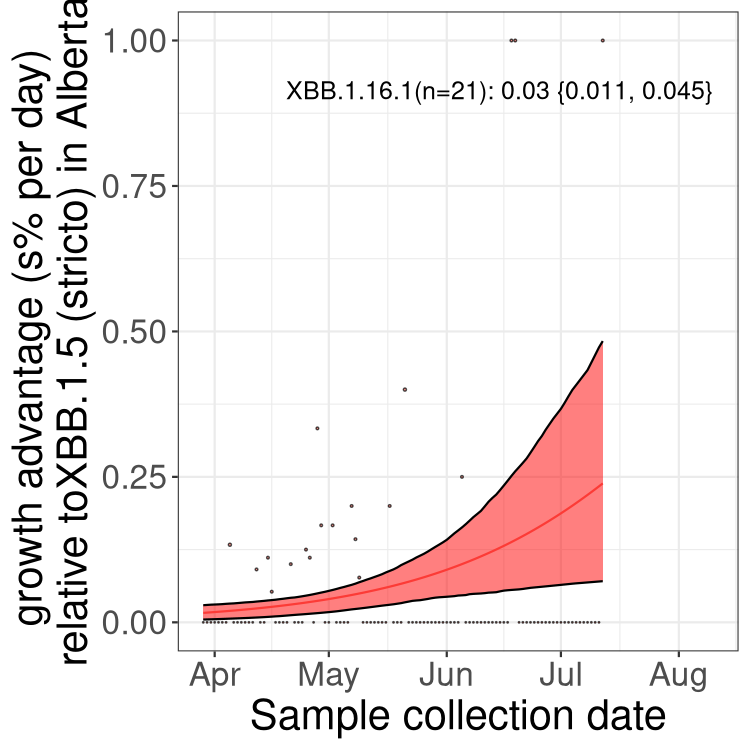 growth advantage (s% per day)
relative toXBB.1.5 (stricto) in Alberta
1.00
XBB.1.16.1(n=21): 0.03 {0.011, 0.045}
0.75
0.50
0.25
0.00
Apr May Jun Jul Aug
Sample collection date